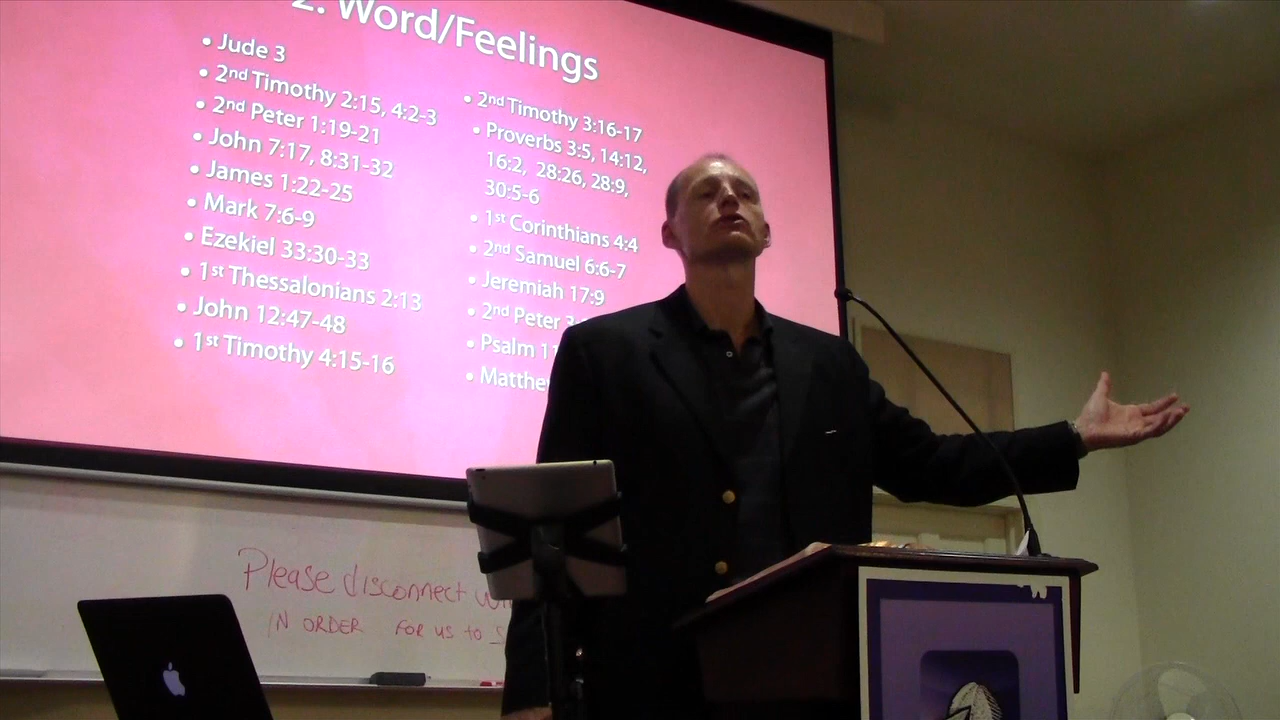 2. Word/Feelings
• Jude 3
• 2nd Timothy 2:15, 4:2-3
• 2nd Peter 1:19-21
• John 7:17, 8:31-32
• James 1:22-25
• Mark 7:6-9
• Ezekiel 33:30-33
• 1st Thessalonians 2:13
• John 12:47-48
• 1st Timothy 4:15-16
• 2nd Timothy 3:16-17
• Proverbs 3:5, 14:12,
16:2, 28:26, 28:9,
30:5-6
• 1st Corinthians 4:4
• 2nd Samuel 6:6-7
• Jeremiah 17:9
• 2nd Peter
• Psalm
Please disconnect
IN ORDER FOR US TO